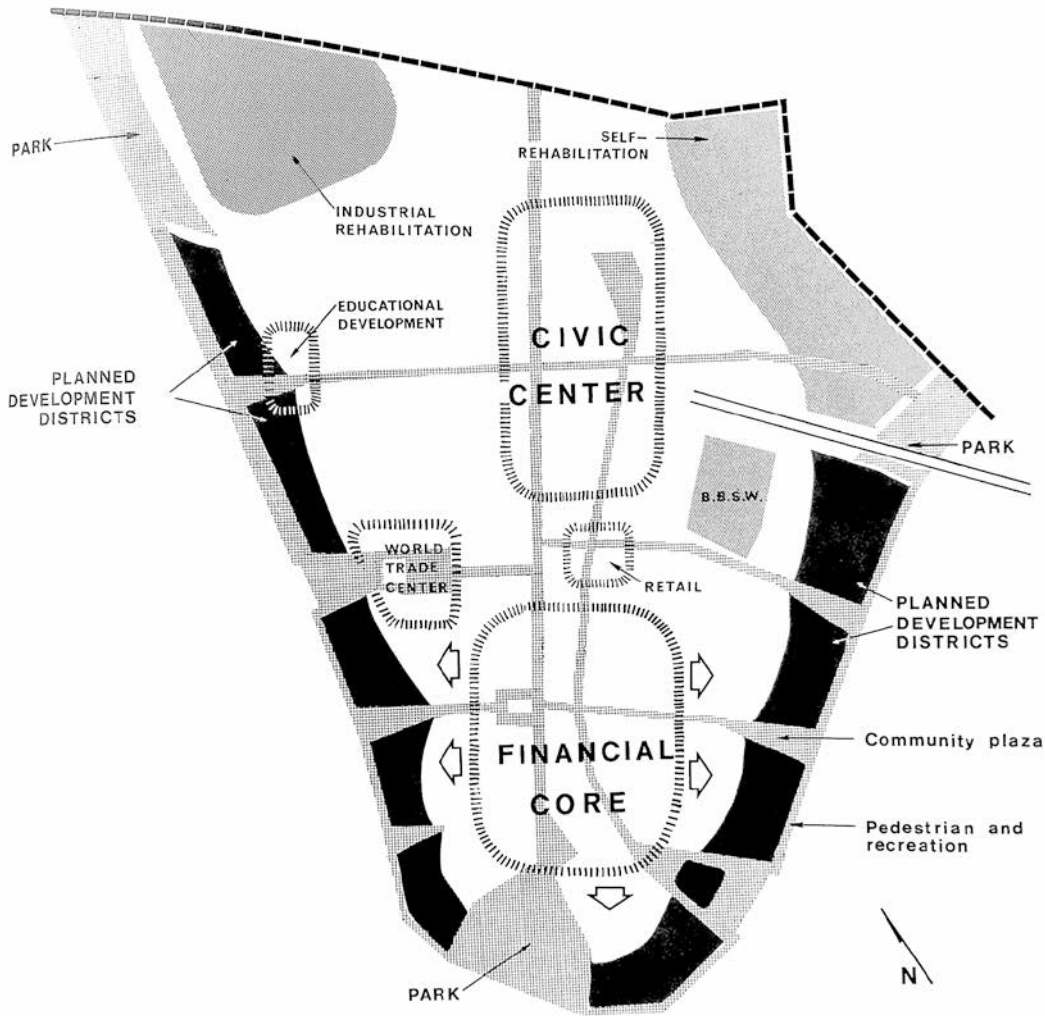 SELF-
REHABILITATION
PARK
INDUSTRIAL
REHABILITATION
EDUCATIONAL
DEVELOPMENT
CIVIC
CENTER
PLANNED
DEVELOPMENT
DISTRICTS
PARK
B.B.S.W.
WORLD
TRADE
CENTER
RETAIL
PLANNED
DEVELOPMENT
DISTRICTS
FINANCIAL
CORE
Community plaza
Pedestrian and
recreation
PARK
N